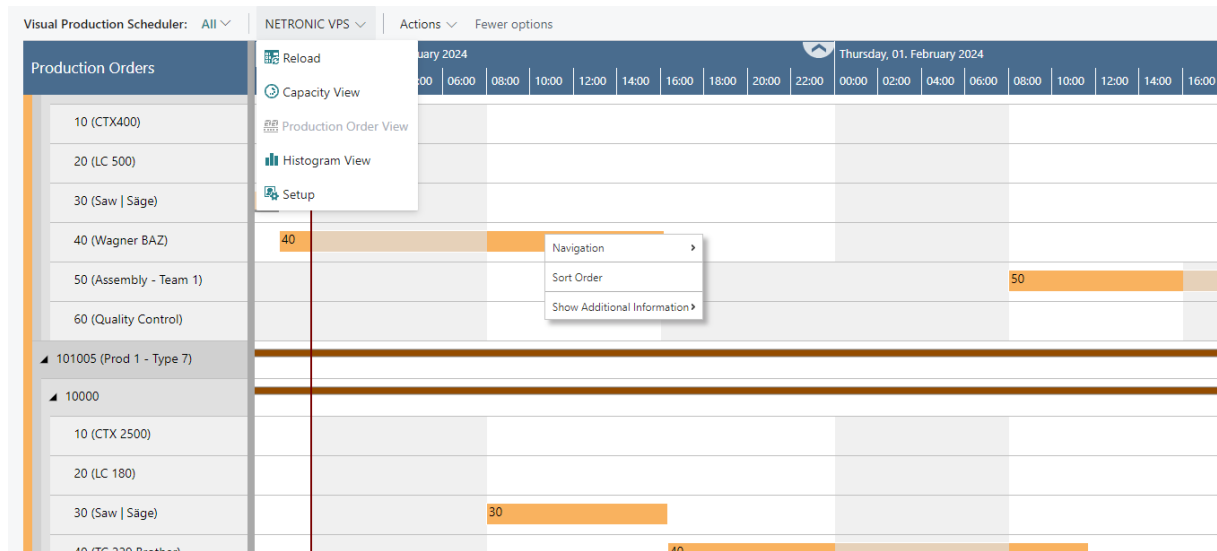 Visual Production Scheduler: All NETRONIC VPS Actions Fewer options
Production Orders
uary 2024 Thursday, 01. February 2024
:00 06:00 08:00 10:00 12:00 14:00 16:00 18:00 20:00 22:00 00:00 02:00 04:00 06:00 08:00 10:00 12:00 14:00 16:00
Reload
Capacity View
Production Order View
Histogram View
Setup
10 (CTX400)
20 (LC 500)
30 (Saw | Säge)
40 (Wagner BAZ) 40
Navigation
Sort Order
Show Additional Information
50 (Assembly - Team 1) 50
60 (Quality Control)
101005 (Prod 1 - Type 7)
10000
10 (CTX 2500)
20 (LC 180)
30 (Saw | Säge) 30
40 (TC 220 Brother) 40